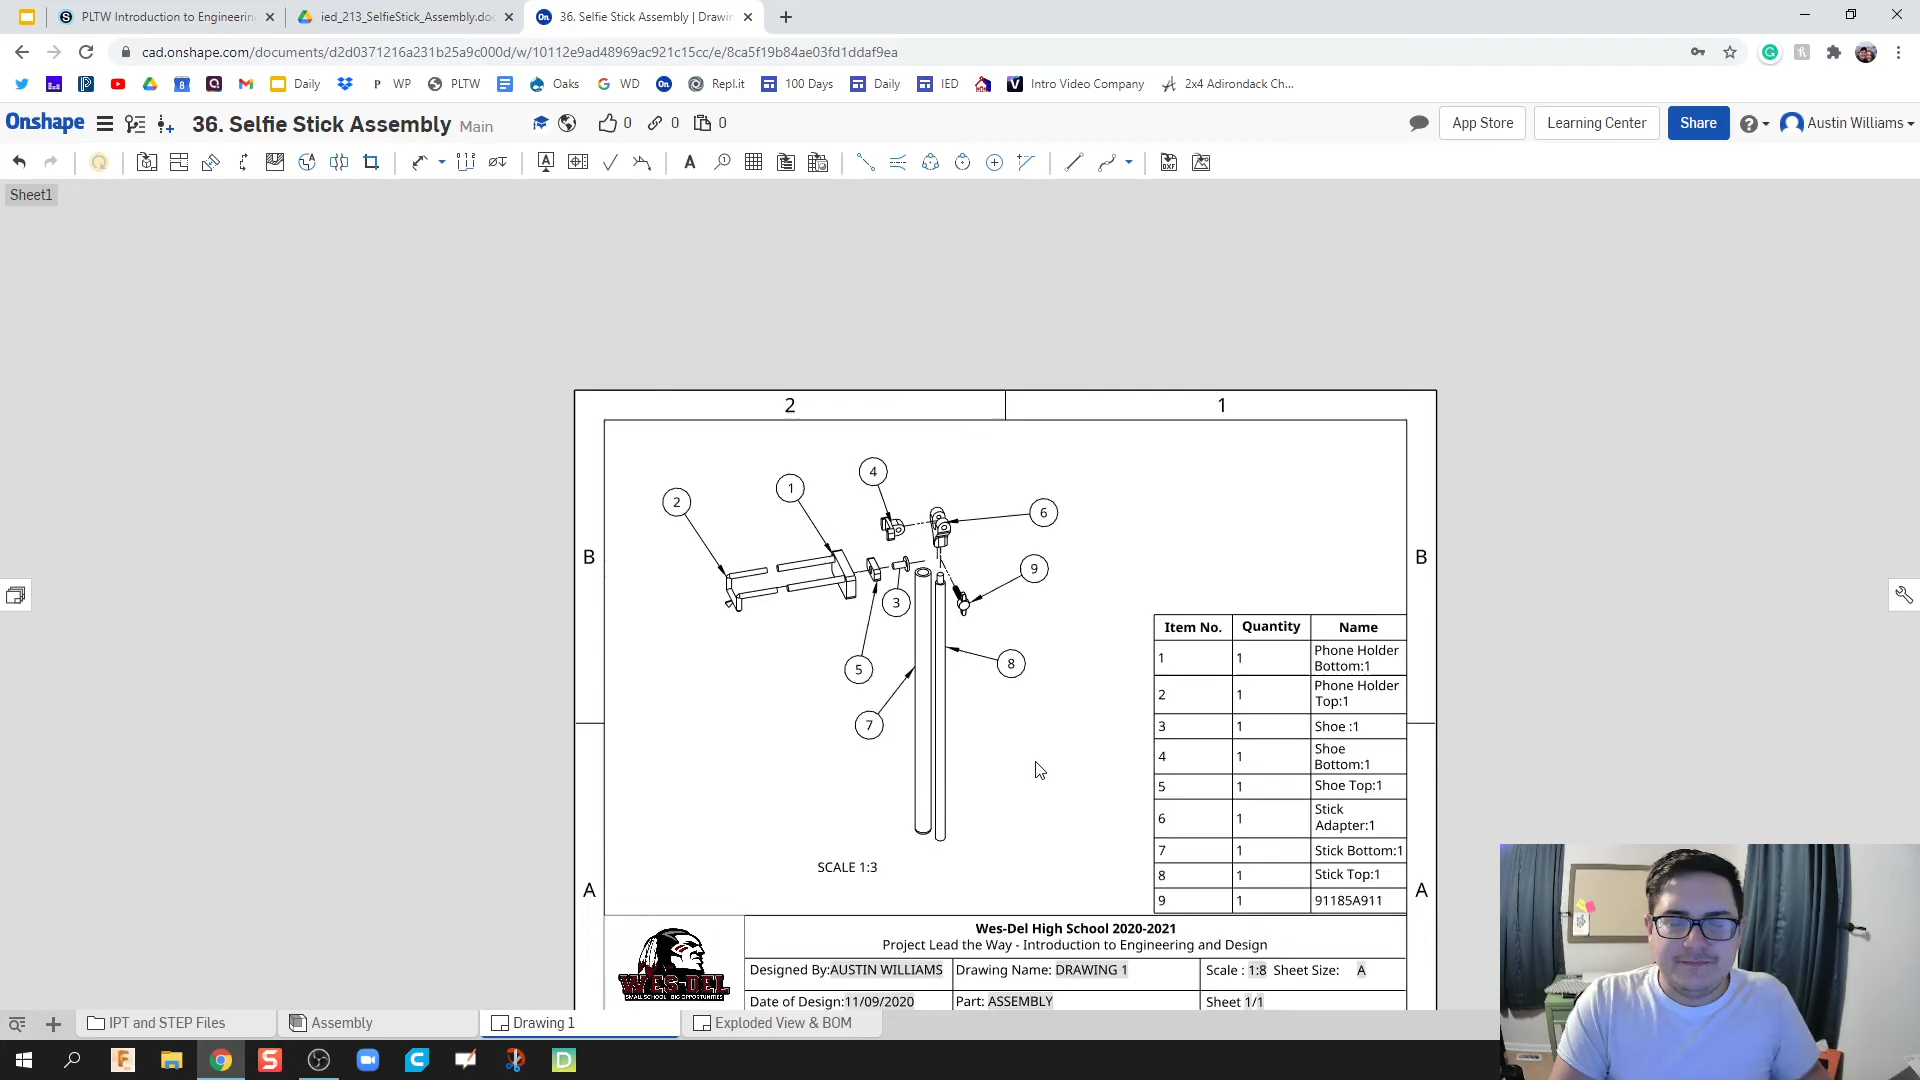 PLTW Introduction to Engineerin
ied_213_SelfieStick_Assembly.do
36. Selfie Stick Assembly | Drawin
cad.onshape.com/documents/d2d0371216a231b25a9c000d/w/10112e9ad48969ac921c15cc/e/8ca5f19b84ae03fd1ddaf9ea
Daily
WP
PLTW
Oaks
WD
Repl.it
100 Days
Daily
IED
Intro Video Company
2x4 Adirondack Ch...
Onshape
36. Selfie Stick Assembly Main
0
0
0
App Store
Learning Center
Share
Austin Williams
Sheet1
2
1
B
B
A
A
4
1
2
6
9
3
5
8
7
SCALE 1:3
Item No. Quantity Name
1 1 Phone Holder Bottom:1
2 1 Phone Holder Top:1
3 1 Shoe :1
4 1 Shoe Bottom:1
5 1 Shoe Top:1
6 1 Stick Adapter:1
7 1 Stick Bottom:1
8 1 Stick Top:1
9 1 91185A911
WES-DEL
SMALL SCHOOL BIG OPPORTUNITIES
Wes-Del High School 2020-2021
Project Lead the Way - Introduction to Engineering and Design
Designed By:AUSTIN WILLIAMS Drawing Name: DRAWING 1 Scale : 1:8 Sheet Size: A
Date of Design:11/09/2020 Part: ASSEMBLY Sheet 1/1
IPT and STEP Files
Assembly
Drawing 1
Exploded View & BOM